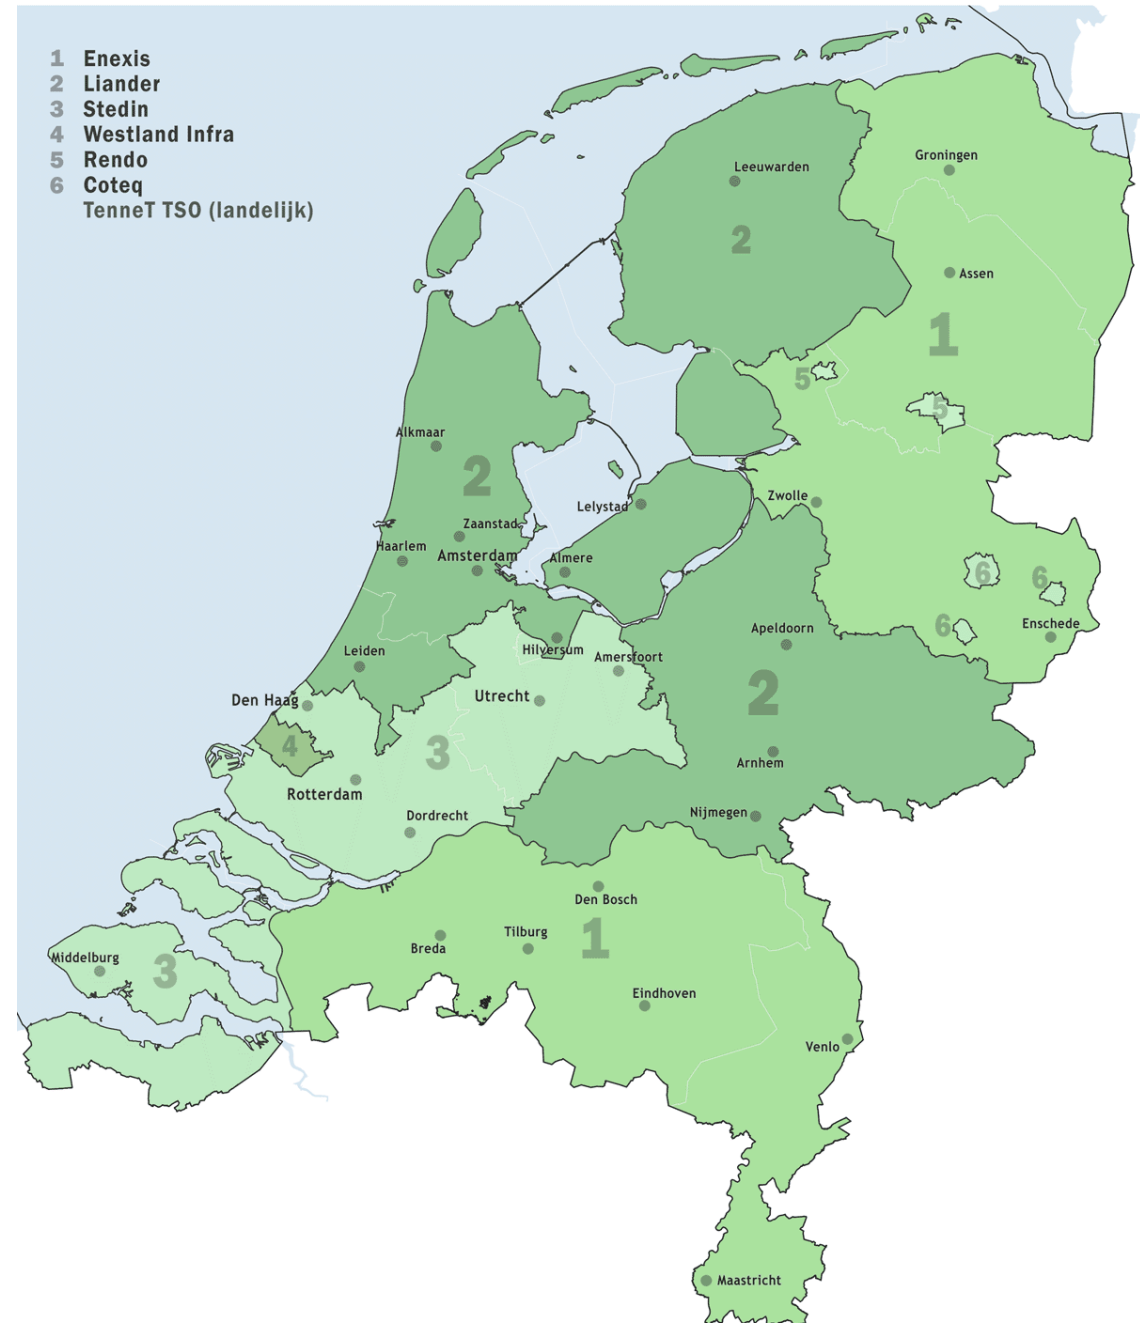 1 Enexis
2 Liander
3 Stedin
4 Westland Infra
5 Rendo
6 Coteq
TenneT TSO (landelijk)
Groningen
Leeuwarden
2
Assen
1
5
5
Alkmaar
2
Zwolle
Lelystad
Zaanstad
Haarlem
Amsterdam
Almere
6
6
Enschede
6
Apeldoorn
Hilversum
Leiden
Amersfoort
2
Utrecht
Den Haag
4
3
Arnhem
Rotterdam
Nijmegen
Dordrecht
Den Bosch
Tilburg
1
Breda
Middelburg
3
Eindhoven
Venlo
Maastricht